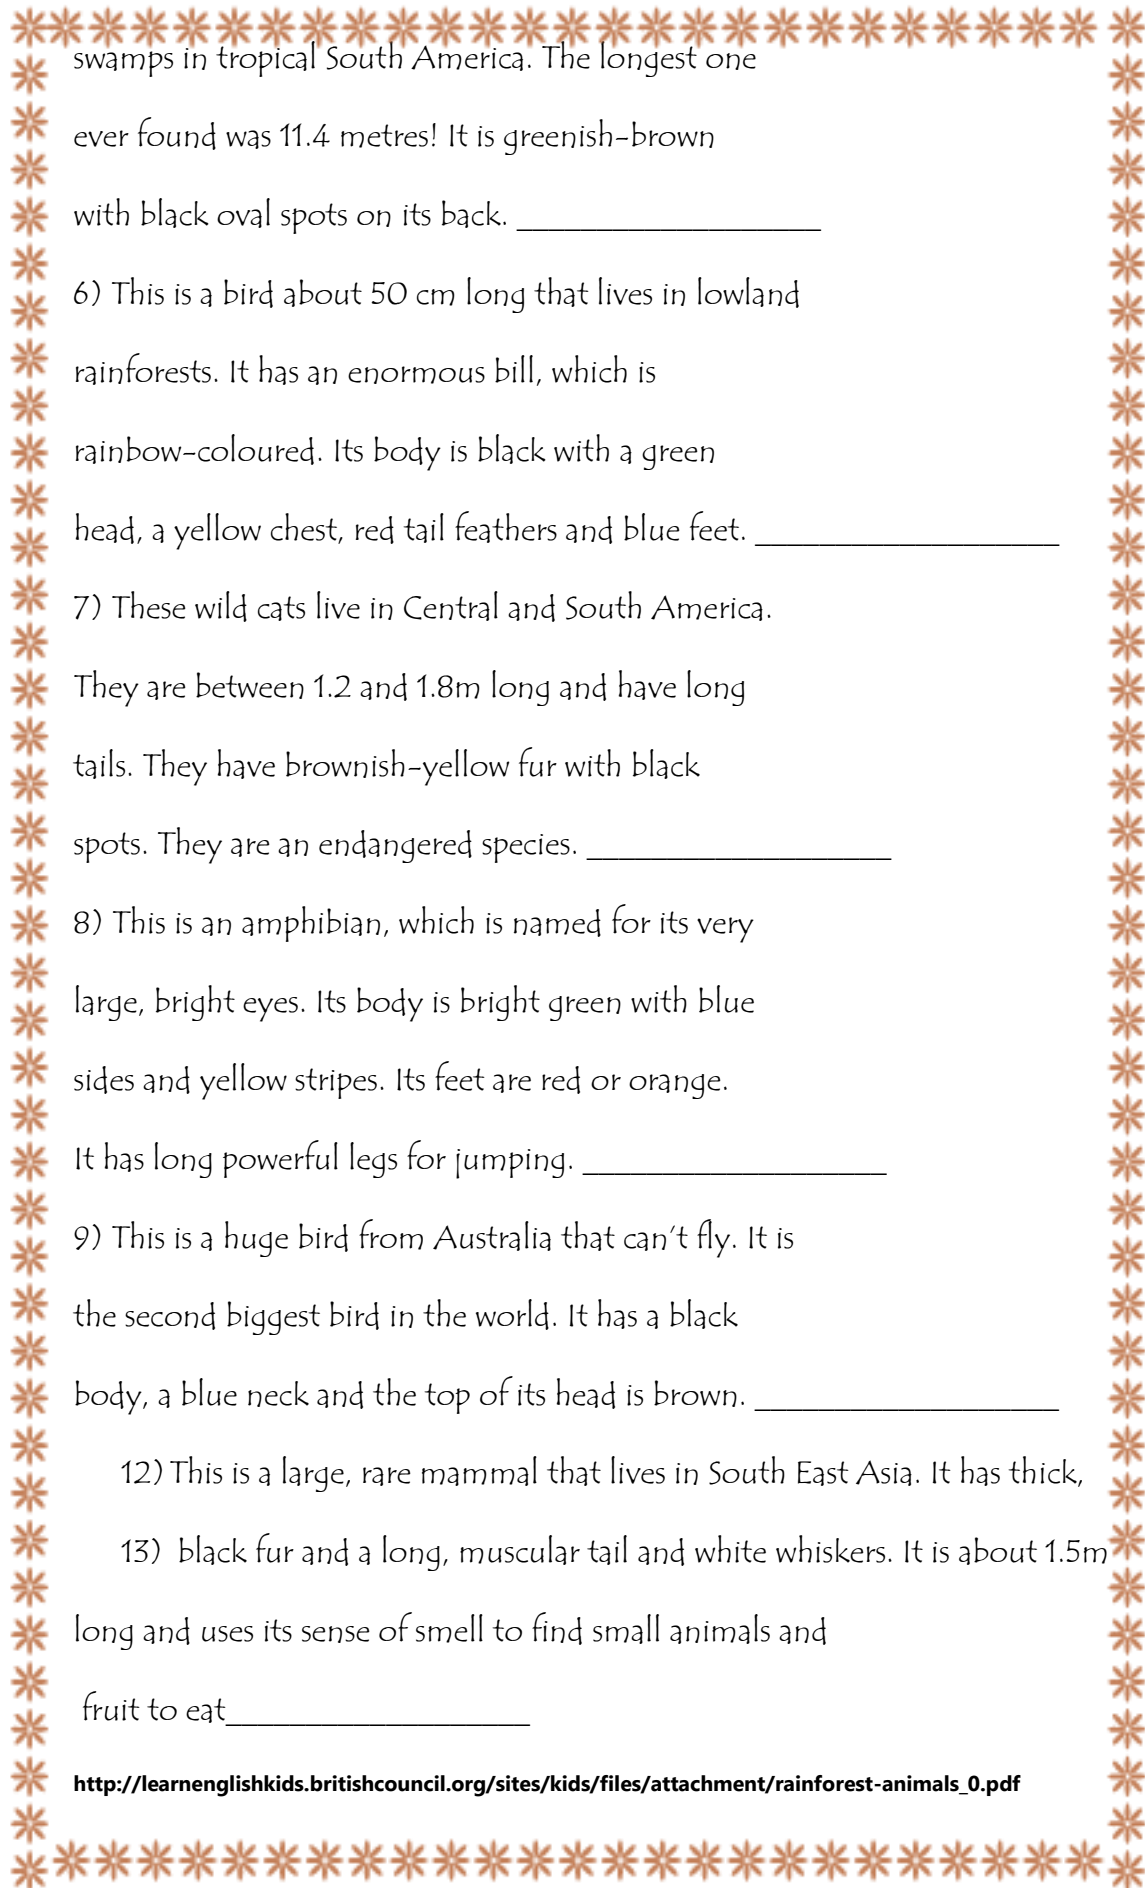 swamps in tropical South America. The longest one
ever found was 11.4 metres! It is greenish-brown
with black oval spots on its back. ___________________
6) This is a bird about 50 cm long that lives in lowland
rainforests. It has an enormous bill, which is
rainbow-coloured. Its body is black with a green
head, a yellow chest, red tail feathers and blue feet. ___________________
7) These wild cats live in Central and South America.
They are between 1.2 and 1.8m long and have long
tails. They have brownish-yellow fur with black
spots. They are an endangered species. ___________________
8) This is an amphibian, which is named for its very
large, bright eyes. Its body is bright green with blue
sides and yellow stripes. Its feet are red or orange.
It has long powerful legs for jumping. ___________________
9) This is a huge bird from Australia that can't fly. It is
the second biggest bird in the world. It has a black
body, a blue neck and the top of its head is brown. ___________________
12) This is a large, rare mammal that lives in South East Asia. It has thick,
13) black fur and a long, muscular tail and white whiskers. It is about 1.5m
long and uses its sense of smell to find small animals and
fruit to eat___________________
http://learnenglishkids.britishcouncil.org/sites/kids/files/attachment/rainforest-animals_0.pdf